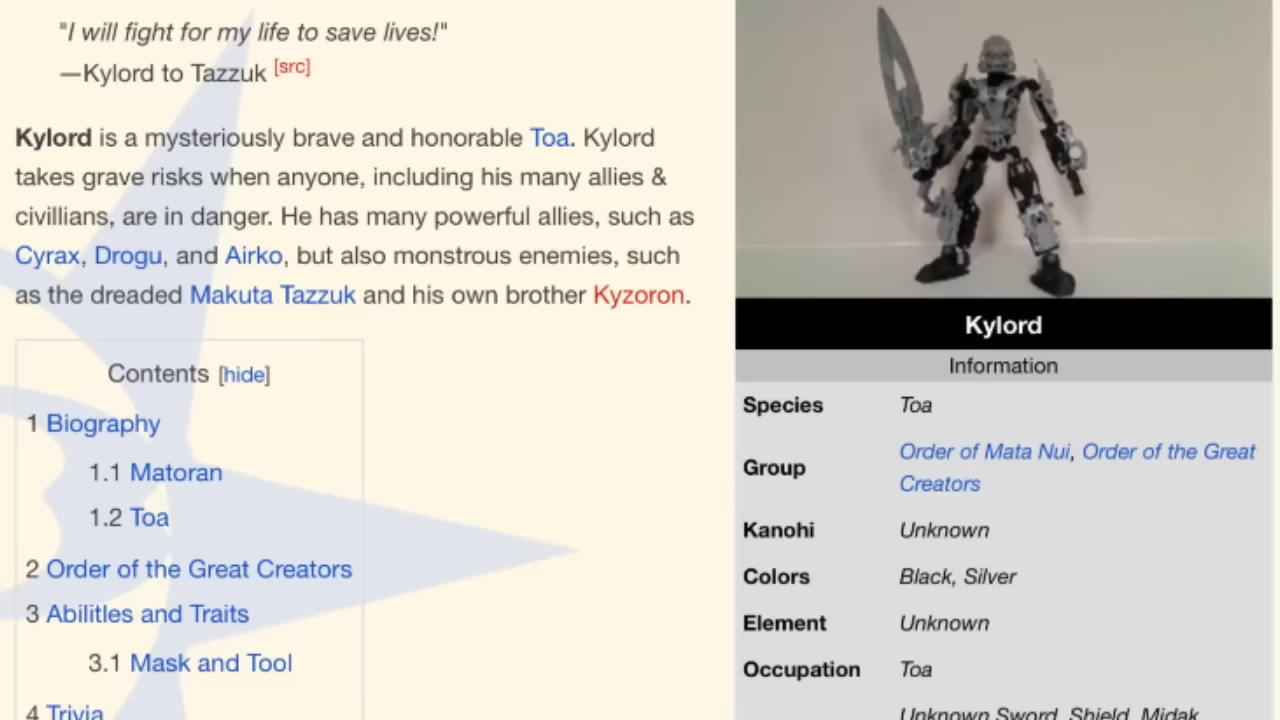 "I will fight for my life to save lives!"
—Kylord to Tazzuk [src]
Kylord is a mysteriously brave and honorable Toa. Kylord
takes grave risks when anyone, including his many allies &
civillians, are in danger. He has many powerful allies, such as
Cyrax, Drogu, and Airko, but also monstrous enemies, such
as the dreaded Makuta Tazzuk and his own brother Kyzoron.
Contents [hide]
1 Biography
1.1 Matoran
1.2 Toa
2 Order of the Great Creators
3 Abilitles and Traits
3.1 Mask and Tool
4 Trivia
Kylord
Information
Species Toa
Group Order of Mata Nui, Order of the Great
Creators
Kanohi Unknown
Colors Black, Silver
Element Unknown
Occupation Toa
Unknown Sword, Shield, Midak